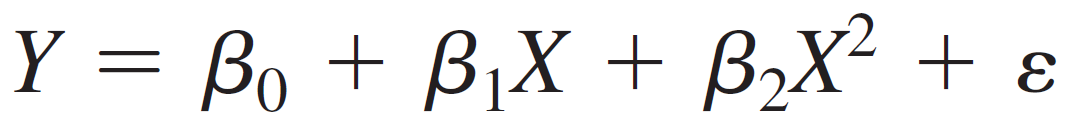 Y = β₀ + β₁X + β₂X² + ε